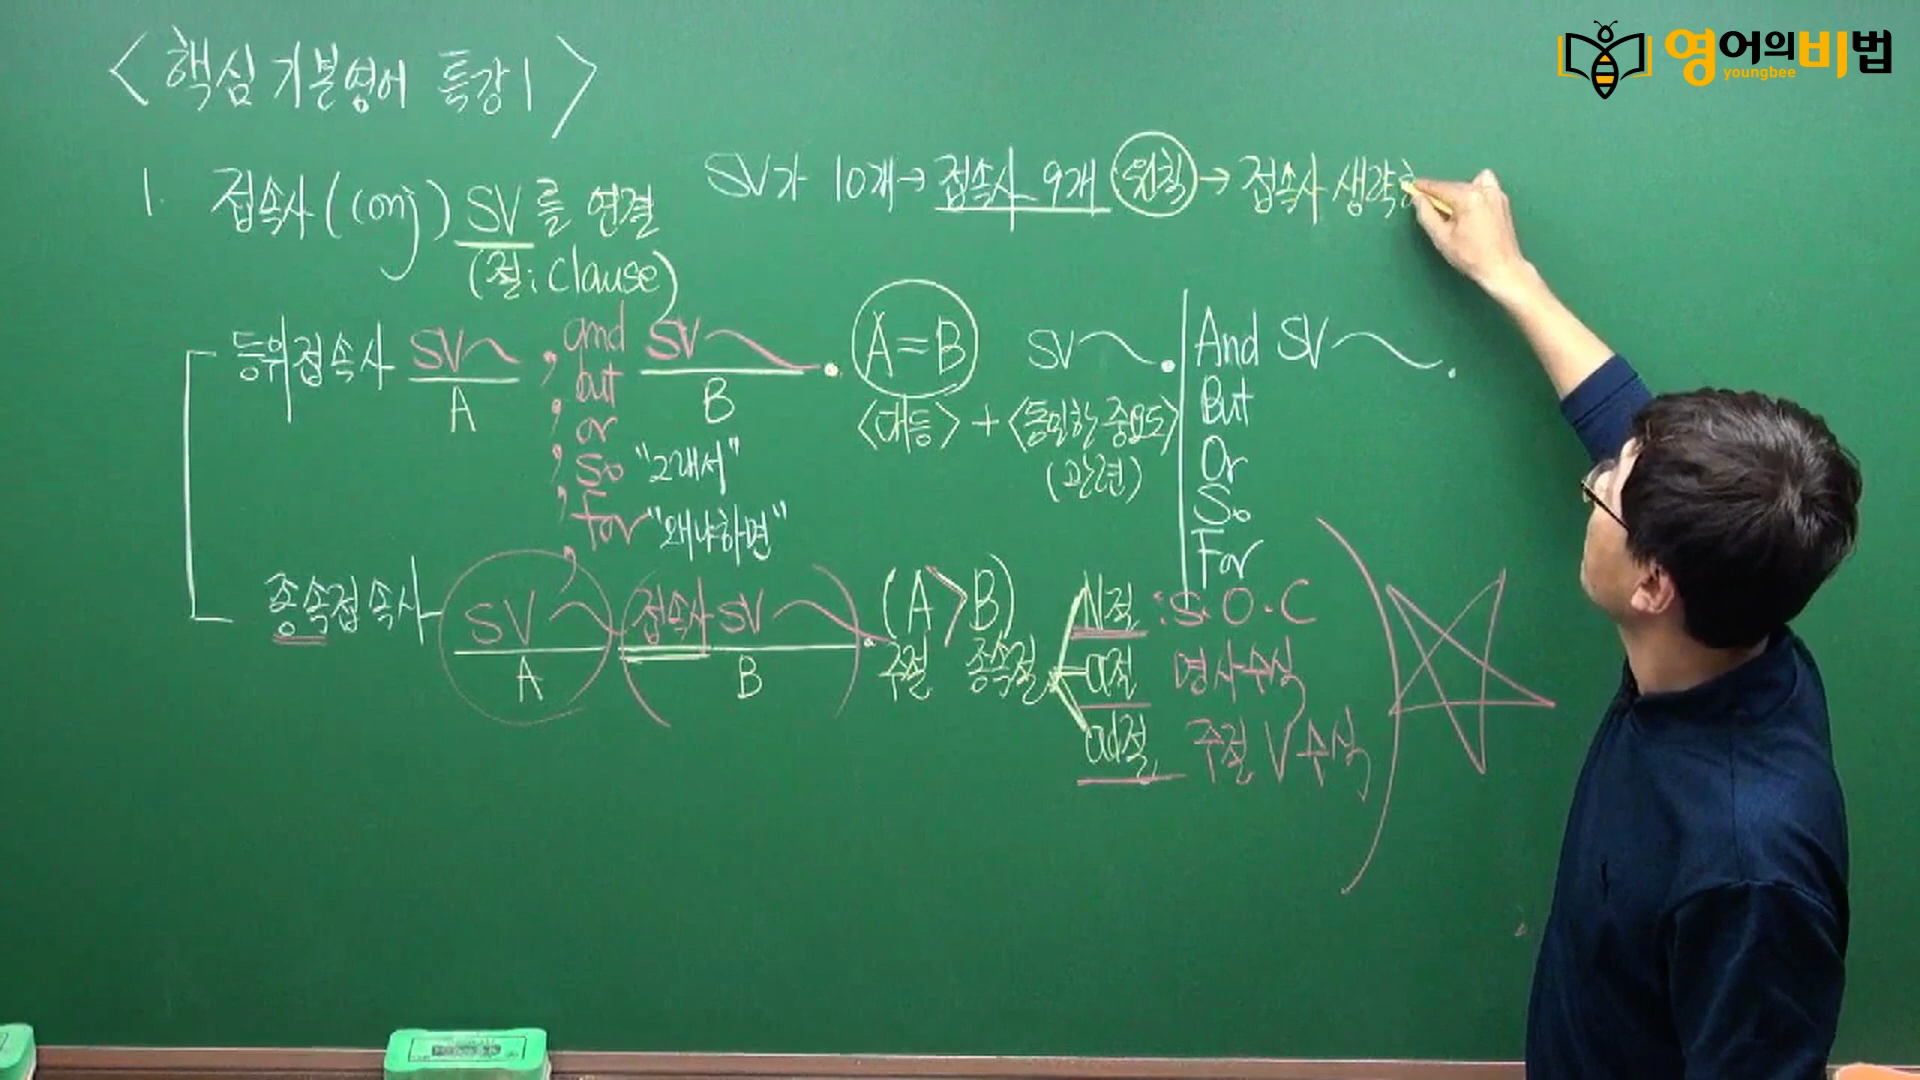 영어의비법
youngbee
< 핵심 기본영어 특강1 >
1. 접속사 (conj) SV를 연결
(절; Clause)
SV가 10개 → 접속사 9개 원칙 → 접속사 생략
등위접속사 SV , and SV . A=B SV . And SV .
A , but B But
, or <대등> + <동일한 중요도> Or
, so "그래서" (관련) So
, for "왜냐하면" For
종속접속사 SV (접속사 SV ) . (A > B) N절 : S. O. C
A B 주절 종속절 a절 명사수식
ad절 주절 V 수식